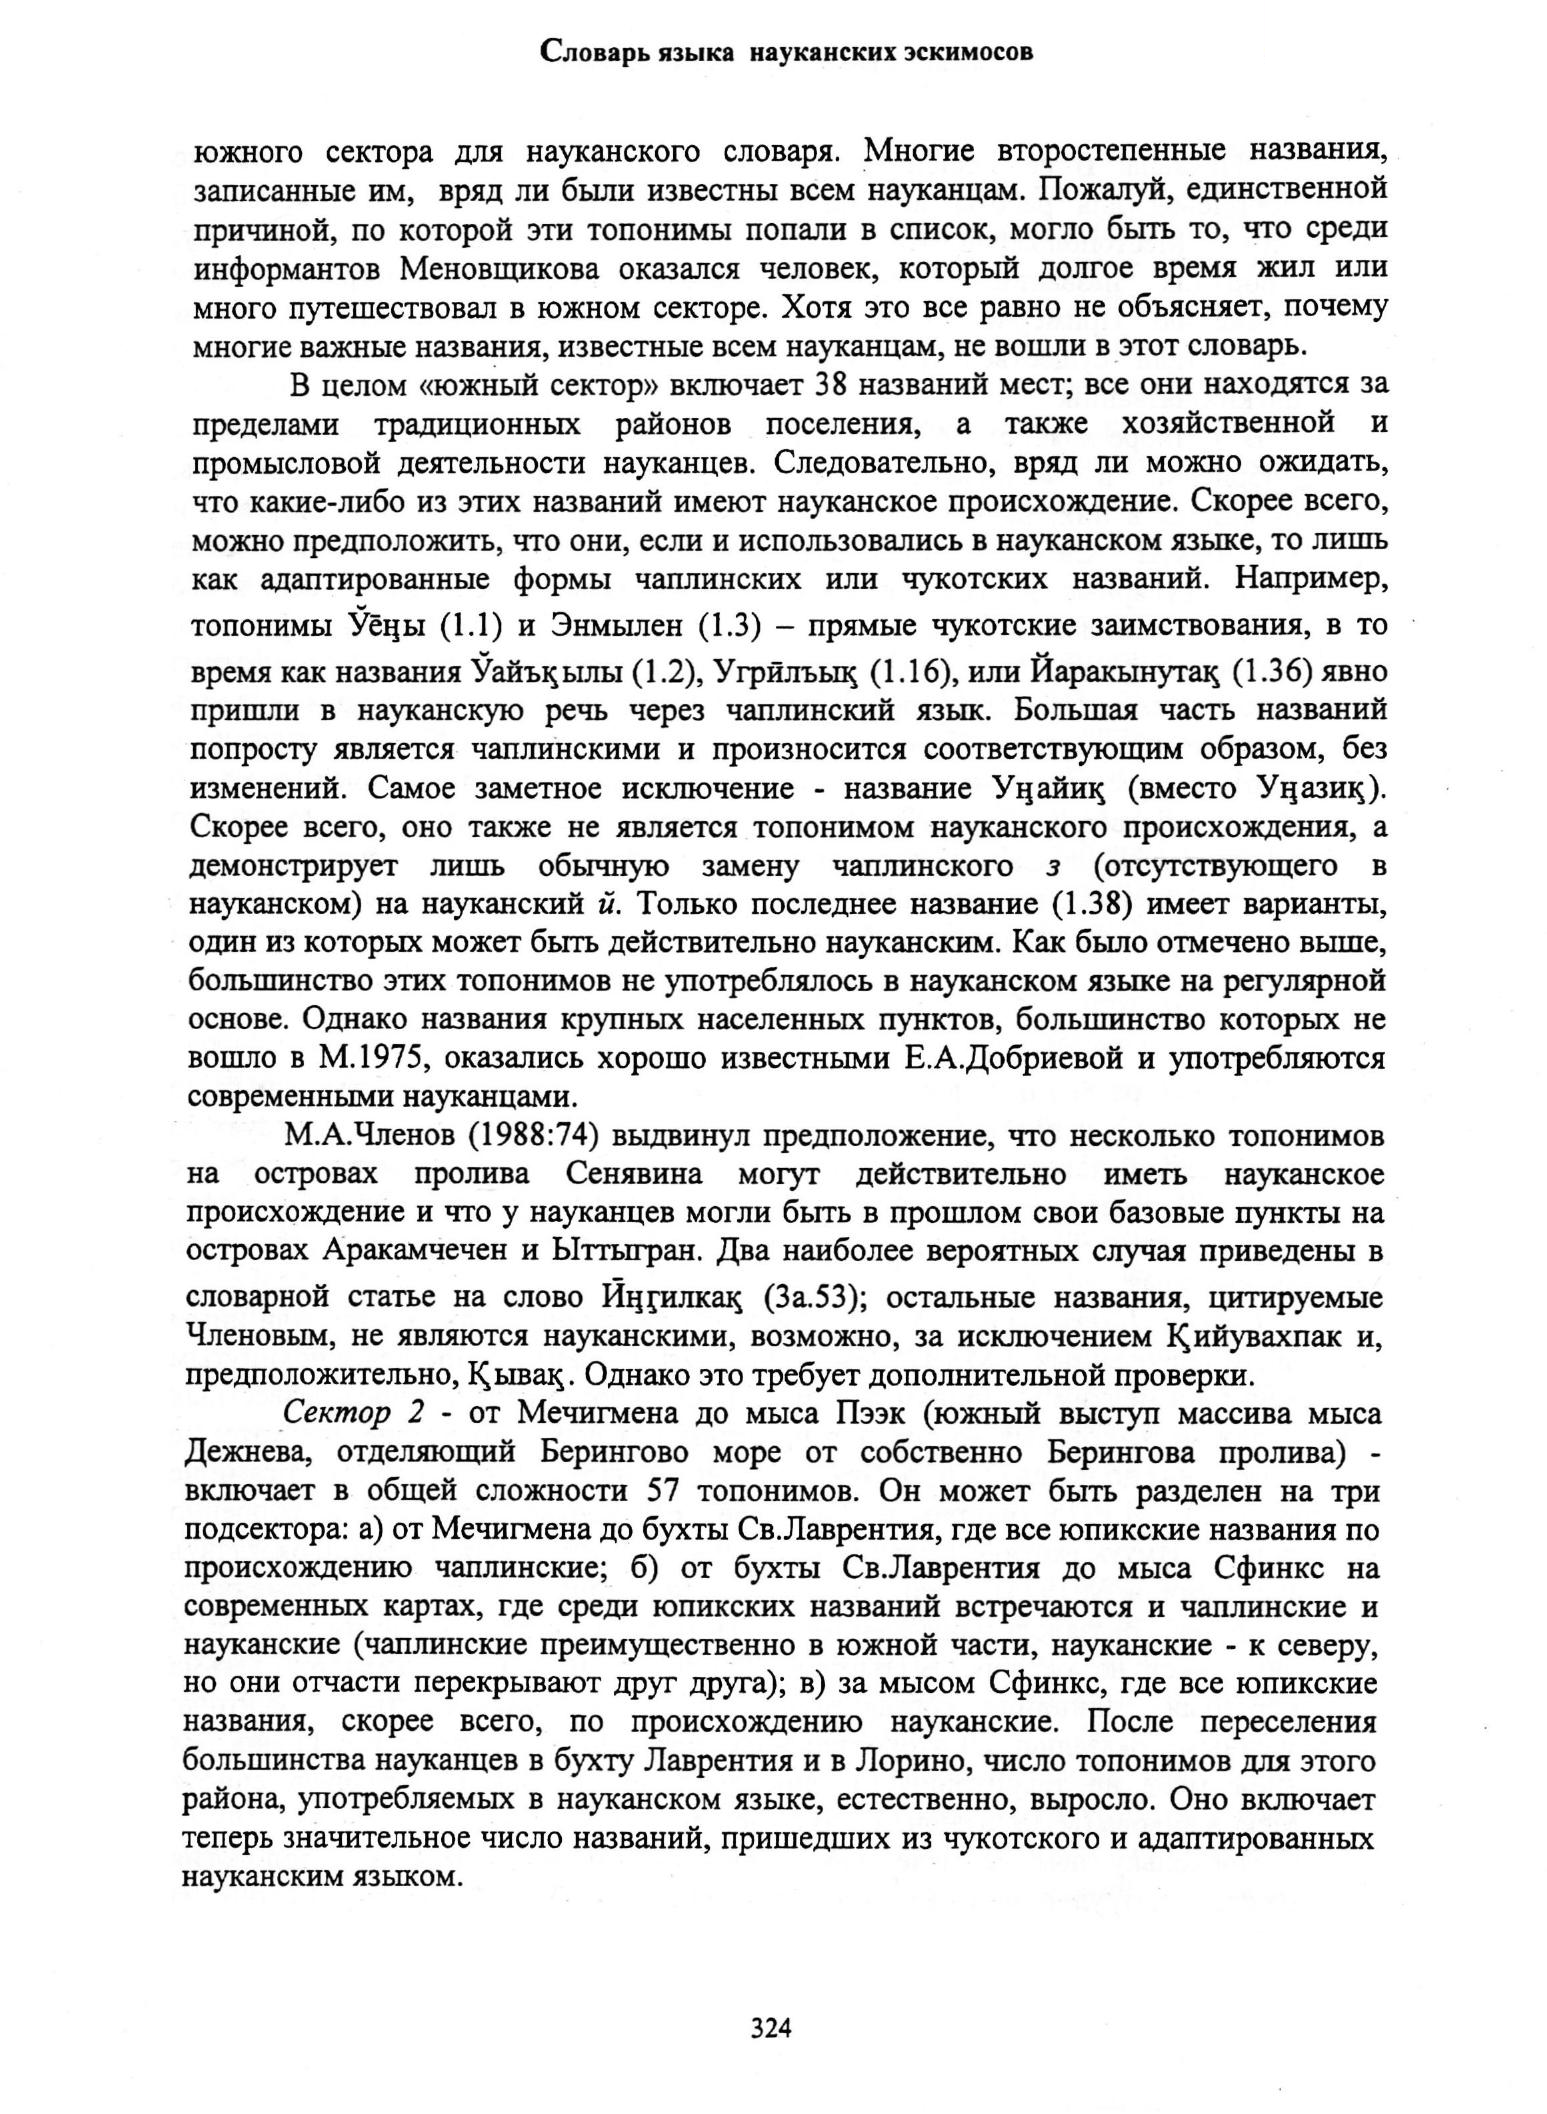 Словарь языка науканских эскимосов
южного сектора для науканского словаря. Многие второстепенные названия,
записанные им, вряд ли были известны всем науканцам. Пожалуй, единственной
причиной, по которой эти топонимы попали в список, могло быть то, что среди
информантов Меновщикова оказался человек, который долгое время жил или
много путешествовал в южном секторе. Хотя это все равно не объясняет, почему
многие важные названия, известные всем науканцам, не вошли в этот словарь.
В целом «южный сектор» включает 38 названий мест; все они находятся за
пределами традиционных районов поселения, а также хозяйственной и
промысловой деятельности науканцев. Следовательно, вряд ли можно ожидать,
что какие-либо из этих названий имеют науканское происхождение. Скорее всего,
можно предположить, что они, если и использовались в науканском языке, то лишь
как адаптированные формы чаплинских или чукотских названий. Например,
топонимы Ўе̄ӈы (1.1) и Энмылен (1.3) – прямые чукотские заимствования, в то
время как названия Ўайъӄылы (1.2), Угрӣлъыӄ (1.16), или Йаракынутаӄ (1.36) явно
пришли в науканскую речь через чаплинский язык. Большая часть названий
попросту является чаплинскими и произносится соответствующим образом, без
изменений. Самое заметное исключение - название Уӈайиӄ (вместо Уӈазиӄ).
Скорее всего, оно также не является топонимом науканского происхождения, а
демонстрирует лишь обычную замену чаплинского з (отсутствующего в
науканском) на науканский й. Только последнее название (1.38) имеет варианты,
один из которых может быть действительно науканским. Как было отмечено выше,
большинство этих топонимов не употреблялось в науканском языке на регулярной
основе. Однако названия крупных населенных пунктов, большинство которых не
вошло в М.1975, оказались хорошо известными Е.А.Добриевой и употребляются
современными науканцами.
М.А.Членов (1988:74) выдвинул предположение, что несколько топонимов
на островах пролива Сенявина могут действительно иметь науканское
происхождение и что у науканцев могли быть в прошлом свои базовые пункты на
островах Аракамчечен и Ыттыгран. Два наиболее вероятных случая приведены в
словарной статье на слово Ӣӈӷилкаӄ (3а.53); остальные названия, цитируемые
Членовым, не являются науканскими, возможно, за исключением Ӄийувахпак и,
предположительно, Ӄываӄ. Однако это требует дополнительной проверки.
Сектор 2 - от Мечигмена до мыса Пээк (южный выступ массива мыса
Дежнева, отделяющий Берингово море от собственно Берингова пролива) -
включает в общей сложности 57 топонимов. Он может быть разделен на три
подсектора: а) от Мечигмена до бухты Св.Лаврентия, где все юпикские названия по
происхождению чаплинские; б) от бухты Св.Лаврентия до мыса Сфинкс на
современных картах, где среди юпикских названий встречаются и чаплинские и
науканские (чаплинские преимущественно в южной части, науканские - к северу,
но они отчасти перекрывают друг друга); в) за мысом Сфинкс, где все юпикские
названия, скорее всего, по происхождению науканские. После переселения
большинства науканцев в бухту Лаврентия и в Лорино, число топонимов для этого
района, употребляемых в науканском языке, естественно, выросло. Оно включает
теперь значительное число названий, пришедших из чукотского и адаптированных
науканским языком.
324